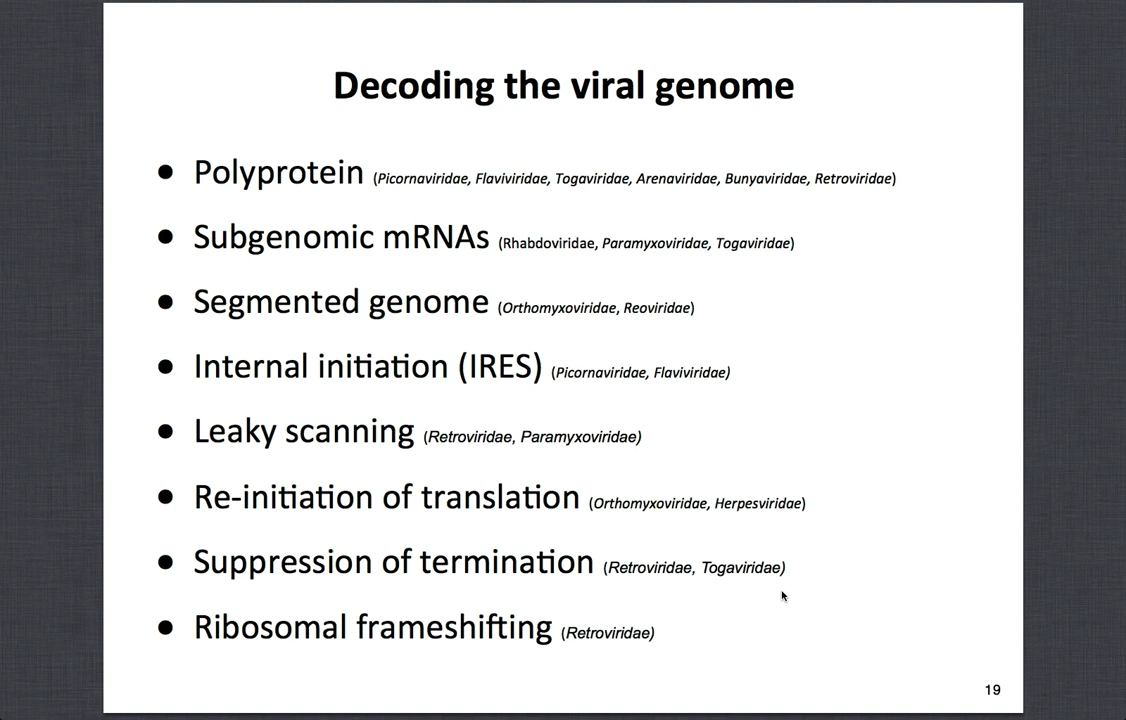 Decoding the viral genome
● Polyprotein (Picornaviridae, Flaviviridae, Togaviridae, Arenaviridae, Bunyaviridae, Retroviridae)
● Subgenomic mRNAs (Rhabdoviridae, Paramyxoviridae, Togaviridae)
● Segmented genome (Orthomyxoviridae, Reoviridae)
● Internal initiation (IRES) (Picornaviridae, Flaviviridae)
● Leaky scanning (Retroviridae, Paramyxoviridae)
● Re-initiation of translation (Orthomyxoviridae, Herpesviridae)
● Suppression of termination (Retroviridae, Togaviridae)
● Ribosomal frameshifting (Retroviridae)
19